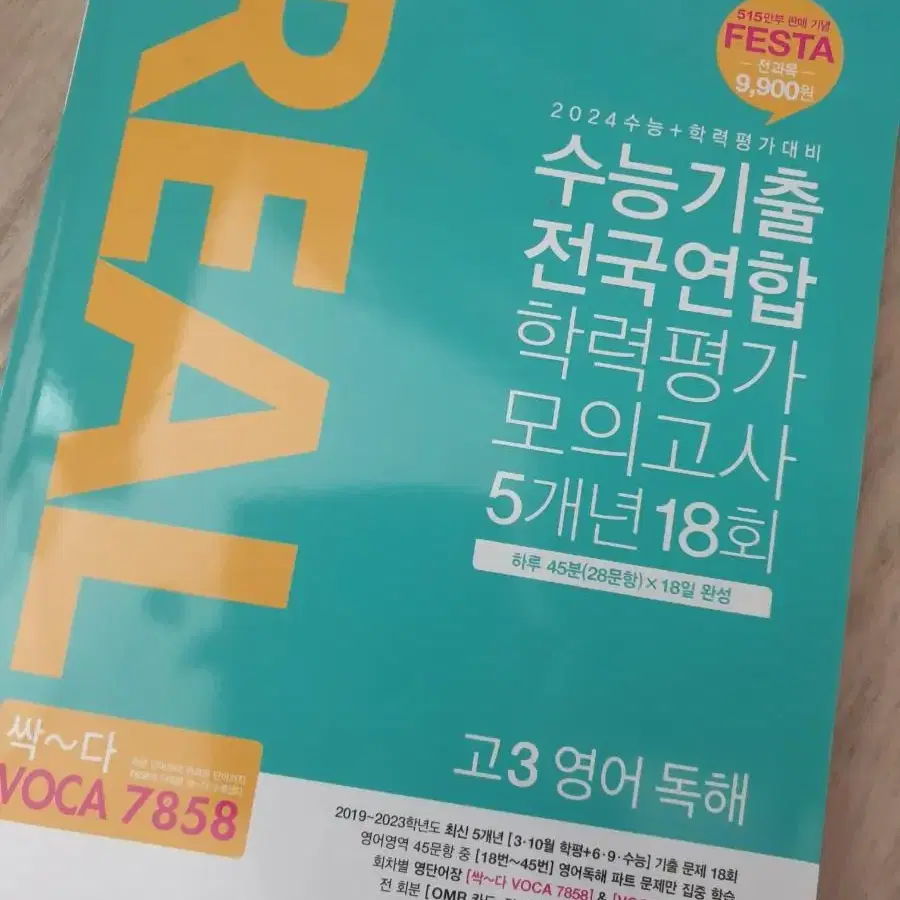 REAL
515만부 판매 기념
FESTA
전과목
9,900원
2024 수능+학력평가 대비
수능기출
전국연합
학력평가
모의고사
5개년 18회
하루 45분(28문항) × 18일 완성
고3 영어 독해
싹~다
VOCA 7858
2019~2023학년도 최신 5개년 [3·10월 학평+6·9·수능] 기출 문제 18회
영어영역 45문항 중 [18번~45번] 영어독해 파트 문제만 집중 학습
회차별 영단어장 [싹~다 VOCA 7858] &
전 회분 [OMR 카드